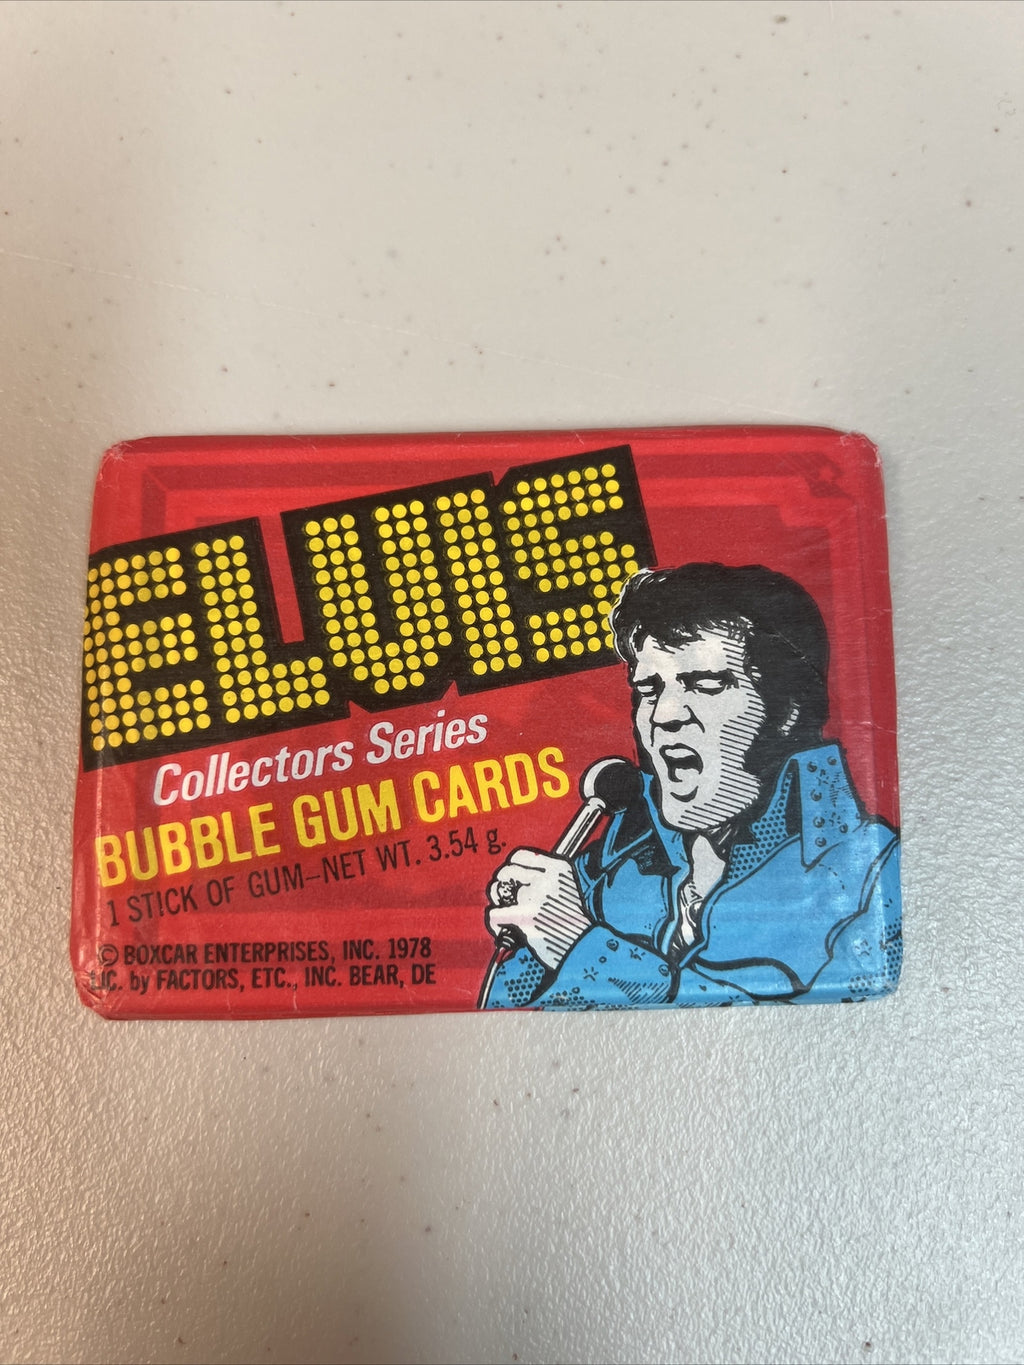 ELVIS
Collectors Series
BUBBLE GUM CARDS
1 STICK OF GUM–NET WT. 3.54 g.
© BOXCAR ENTERPRISES, INC. 1978
LIC. by FACTORS, ETC., INC. BEAR, DE